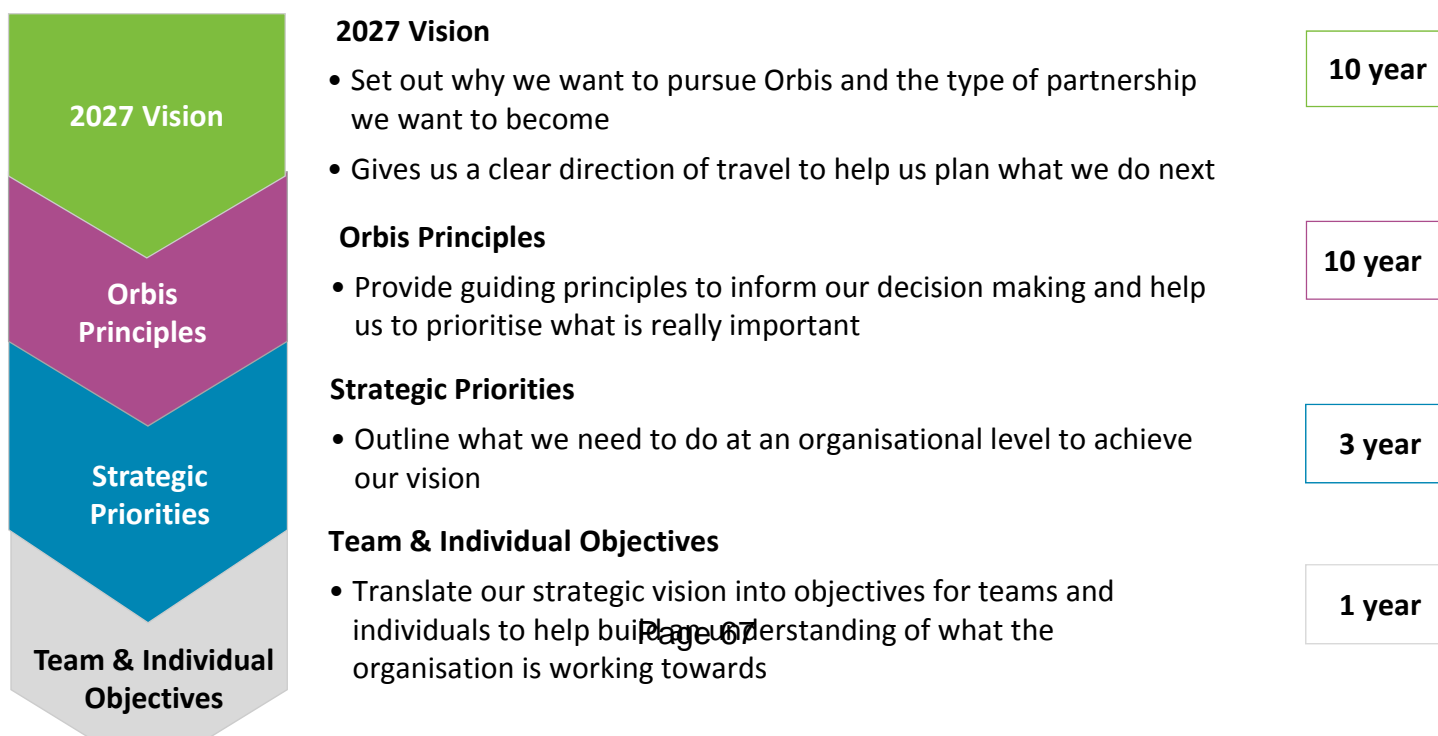 2027 Vision
2027 Vision
• Set out why we want to pursue Orbis and the type of partnership
we want to become
• Gives us a clear direction of travel to help us plan what we do next
10 year
Orbis
Principles
Orbis Principles
• Provide guiding principles to inform our decision making and help
us to prioritise what is really important
10 year
Strategic
Priorities
Strategic Priorities
• Outline what we need to do at an organisational level to achieve
our vision
3 year
Team & Individual
Objectives
Team & Individual Objectives
• Translate our strategic vision into objectives for teams and
individuals to help build an understanding of what the
organisation is working towards
1 year
Page 67